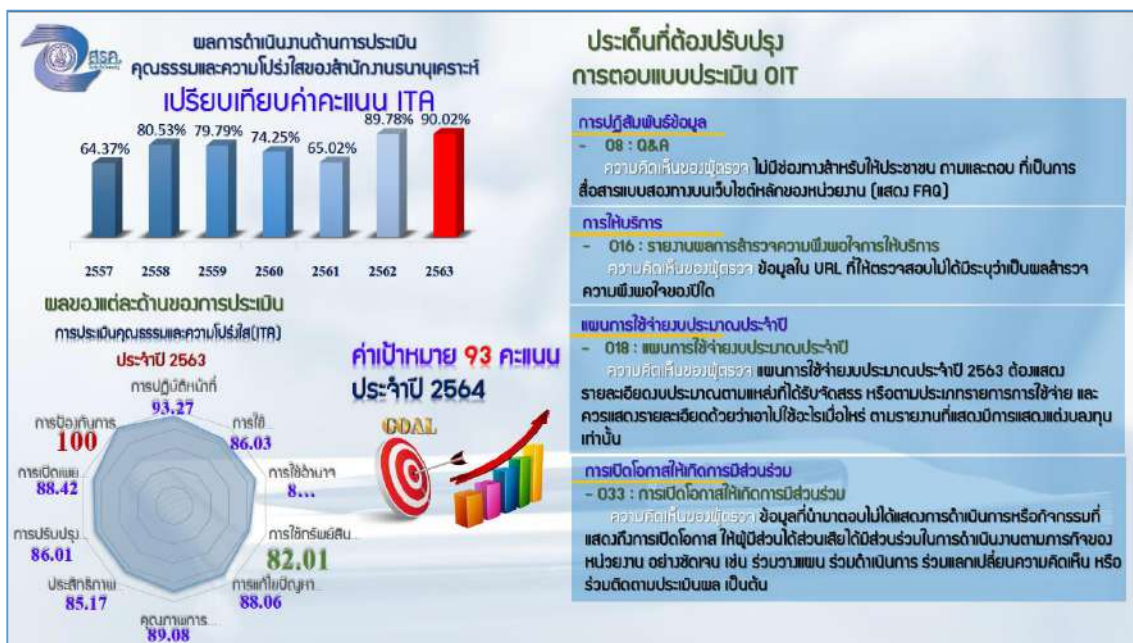 สธค.
ผลการดำเนินงานด้านการประเมิน
คุณธรรมและความโปร่งใสของสำนักงานธนานุเคราะห์
เปรียบเทียบค่าคะแนน ITA
64.37%
80.53%
79.79%
74.25%
65.02%
89.78%
90.02%
2557
2558
2559
2560
2561
2562
2563
ผลของแต่ละด้านของการประเมิน
การประเมินคุณธรรมและความโปร่งใส(ITA)
ประจำปี 2563
การปฏิบัติหน้าที่
93.27
การใช้...
86.03
การใช้อำนาจ
8...
การใช้ทรัพย์สิน
82.01
การแก้ไขปัญหา...
88.06
คุณภาพการ...
89.08
ประสิทธิภาพ...
85.17
การปรับปรุง...
86.01
การเปิดเผย
88.42
การป้องกันการ...
100
ค่าเป้าหมาย 93 คะแนน
ประจำปี 2564
GOAL
ประเด็นที่ต้องปรับปรุง
การตอบแบบประเมิน OIT
การปฏิสัมพันธ์ข้อมูล
- O8 : Q&A
ความคิดเห็นของผู้ตรวจ ไม่มีช่องทางสำหรับให้ประชาชน ถามและตอบ ที่เป็นการ
สื่อสารแบบสองทางบนเว็บไซต์หลักของหน่วยงาน (แสดง FAQ)
การให้บริการ
- O16 : รายงานผลการสำรวจความพึงพอใจการให้บริการ
ความคิดเห็นของผู้ตรวจ ข้อมูลใน URL ที่ให้ตรวจสอบไม่ได้มีระบุว่าเป็นผลสำรวจ
ความพึงพอใจของปีใด
แผนการใช้จ่ายงบประมาณประจำปี
- O18 : แผนการใช้จ่ายงบประมาณประจำปี
ความคิดเห็นของผู้ตรวจ แผนการใช้จ่ายงบประมาณประจำปี 2563 ต้องแสดง
รายละเอียดงบประมาณตามแหล่งที่ได้รับจัดสรร หรือตามประเภทรายการการใช้จ่าย และ
ควรแสดงรายละเอียดด้วยว่าเอาไปใช้อะไรเมื่อไหร่ ตามรายงานที่แสดงมีการแสดงแต่งบลงทุน
เท่านั้น
การเปิดโอกาสให้เกิดการมีส่วนร่วม
- O33 : การเปิดโอกาสให้เกิดการมีส่วนร่วม
ความคิดเห็นของผู้ตรวจ ข้อมูลที่นำมาตอบไม่ได้แสดงการดำเนินการหรือกิจกรรมที่
แสดงถึงการเปิดโอกาส ให้ผู้มีส่วนได้ส่วนเสียได้มีส่วนร่วมในการดำเนินงานตามภารกิจของ
หน่วยงาน อย่างชัดเจน เช่น ร่วมวางแผน ร่วมดำเนินการ ร่วมแลกเปลี่ยนความคิดเห็น หรือ
ร่วมติดตามประเมินผล เป็นต้น